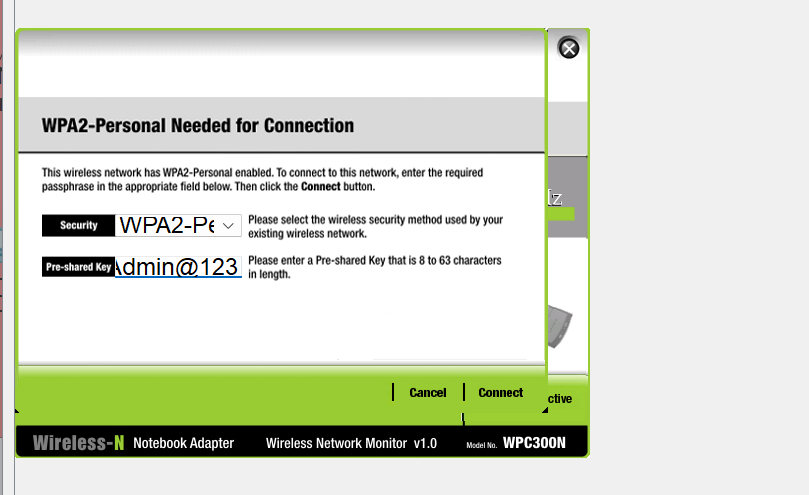 WPA2-Personal Needed for Connection
This wireless network has WPA2-Personal enabled. To connect to this network, enter the required
passphrase in the appropriate field below. Then click the Connect button.
Security
WPA2-Pe
Please select the wireless security method used by your
existing wireless network.
Pre-shared Key
Admin@123
Please enter a Pre-shared Key that is 8 to 63 characters
in length.
Cancel
Connect
ctive
Wireless-N Notebook Adapter Wireless Network Monitor v1.0 Model No. WPC300N